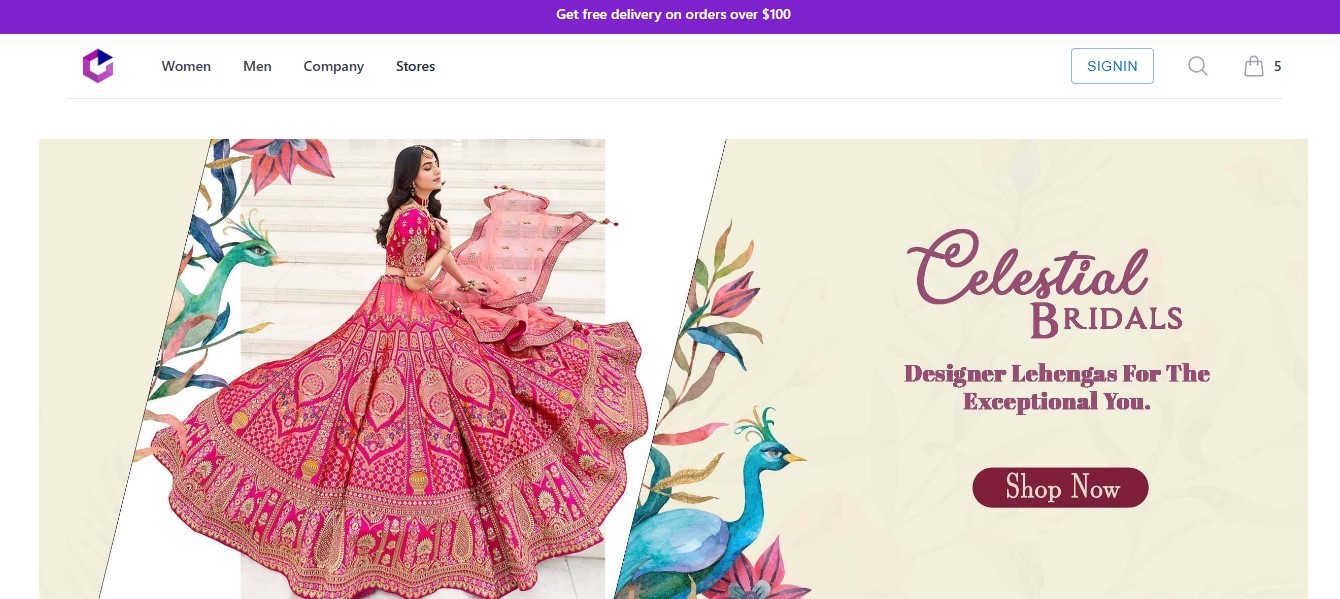 Get free delivery on orders over $100
Women Men Company Stores SIGNIN 5
Celestial
BRIDALS
Designer Lehengas For The
Exceptional You.
Shop Now